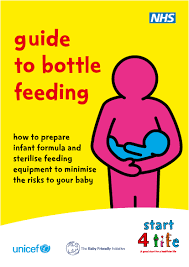 NHS
guide
to bottle
feeding
how to prepare
infant formula and
sterilise feeding
equipment to minimise
the risks to your baby
start
4 life
unicef
The Baby Friendly Initiative